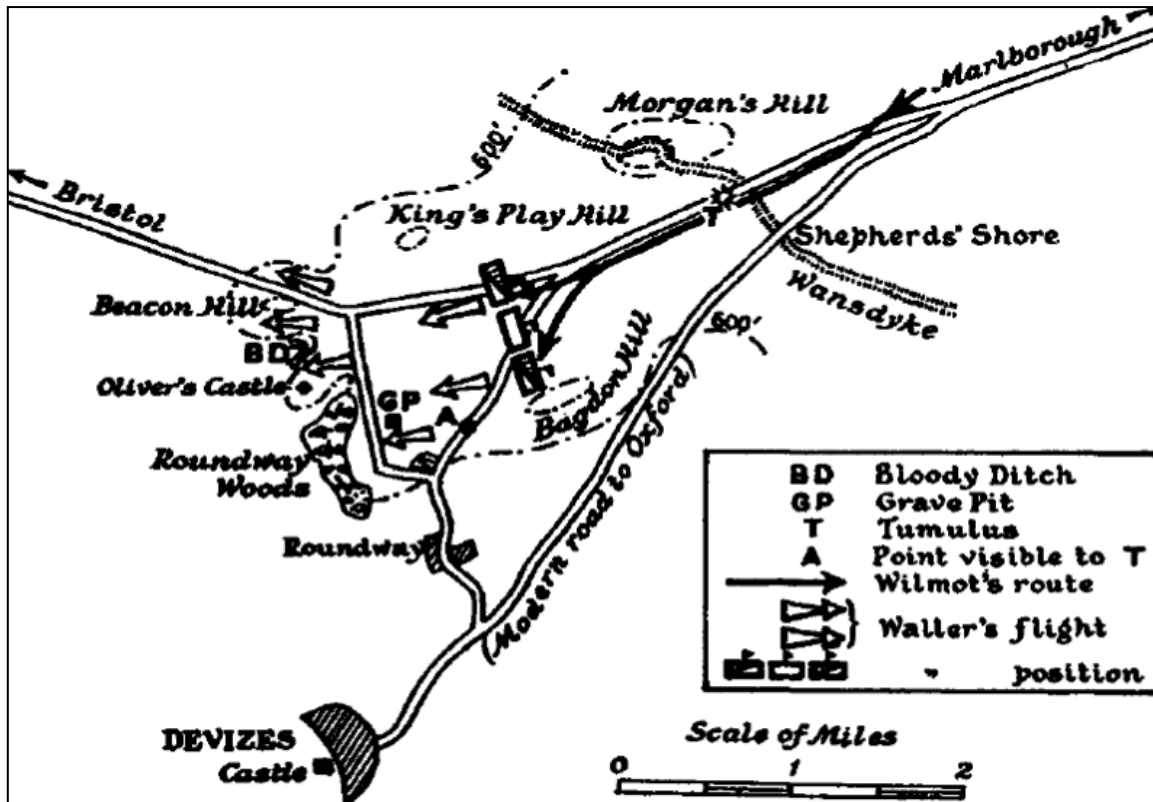 Marlborough
Morgan's Hill
600'
Bristol
King's Play Hill
T
Shepherds' Shore
Wansdyke
Beacon Hill
600'
BD
Oliver's Castle
GP
A
Bagdon Hill
Roundway
Woods
(Modern road to Oxford)
Roundway
BD Bloody Ditch
GP Grave Pit
T Tumulus
A Point visible to T
Wilmot's route
Waller's flight
" position
DEVIZES
Castle
Scale of Miles
0 1 2